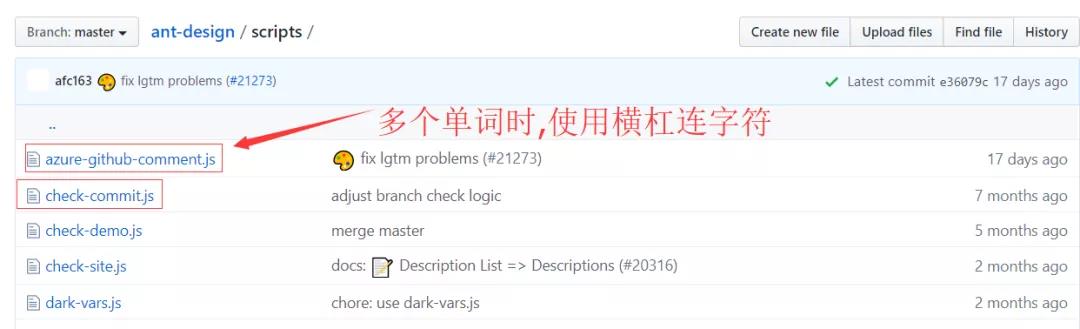 Branch: master
ant-design / scripts /
Create new file Upload files Find file History
afc163 fix lgtm problems (#21273)
Latest commit e36079c 17 days ago
..
多个单词时,使用横杠连字符
azure-github-comment.js fix lgtm problems (#21273) 17 days ago
check-commit.js adjust branch check logic 7 months ago
check-demo.js merge master 5 months ago
check-site.js docs: Description List => Descriptions (#20316) 2 months ago
dark-vars.js chore: use dark-vars.js 2 months ago